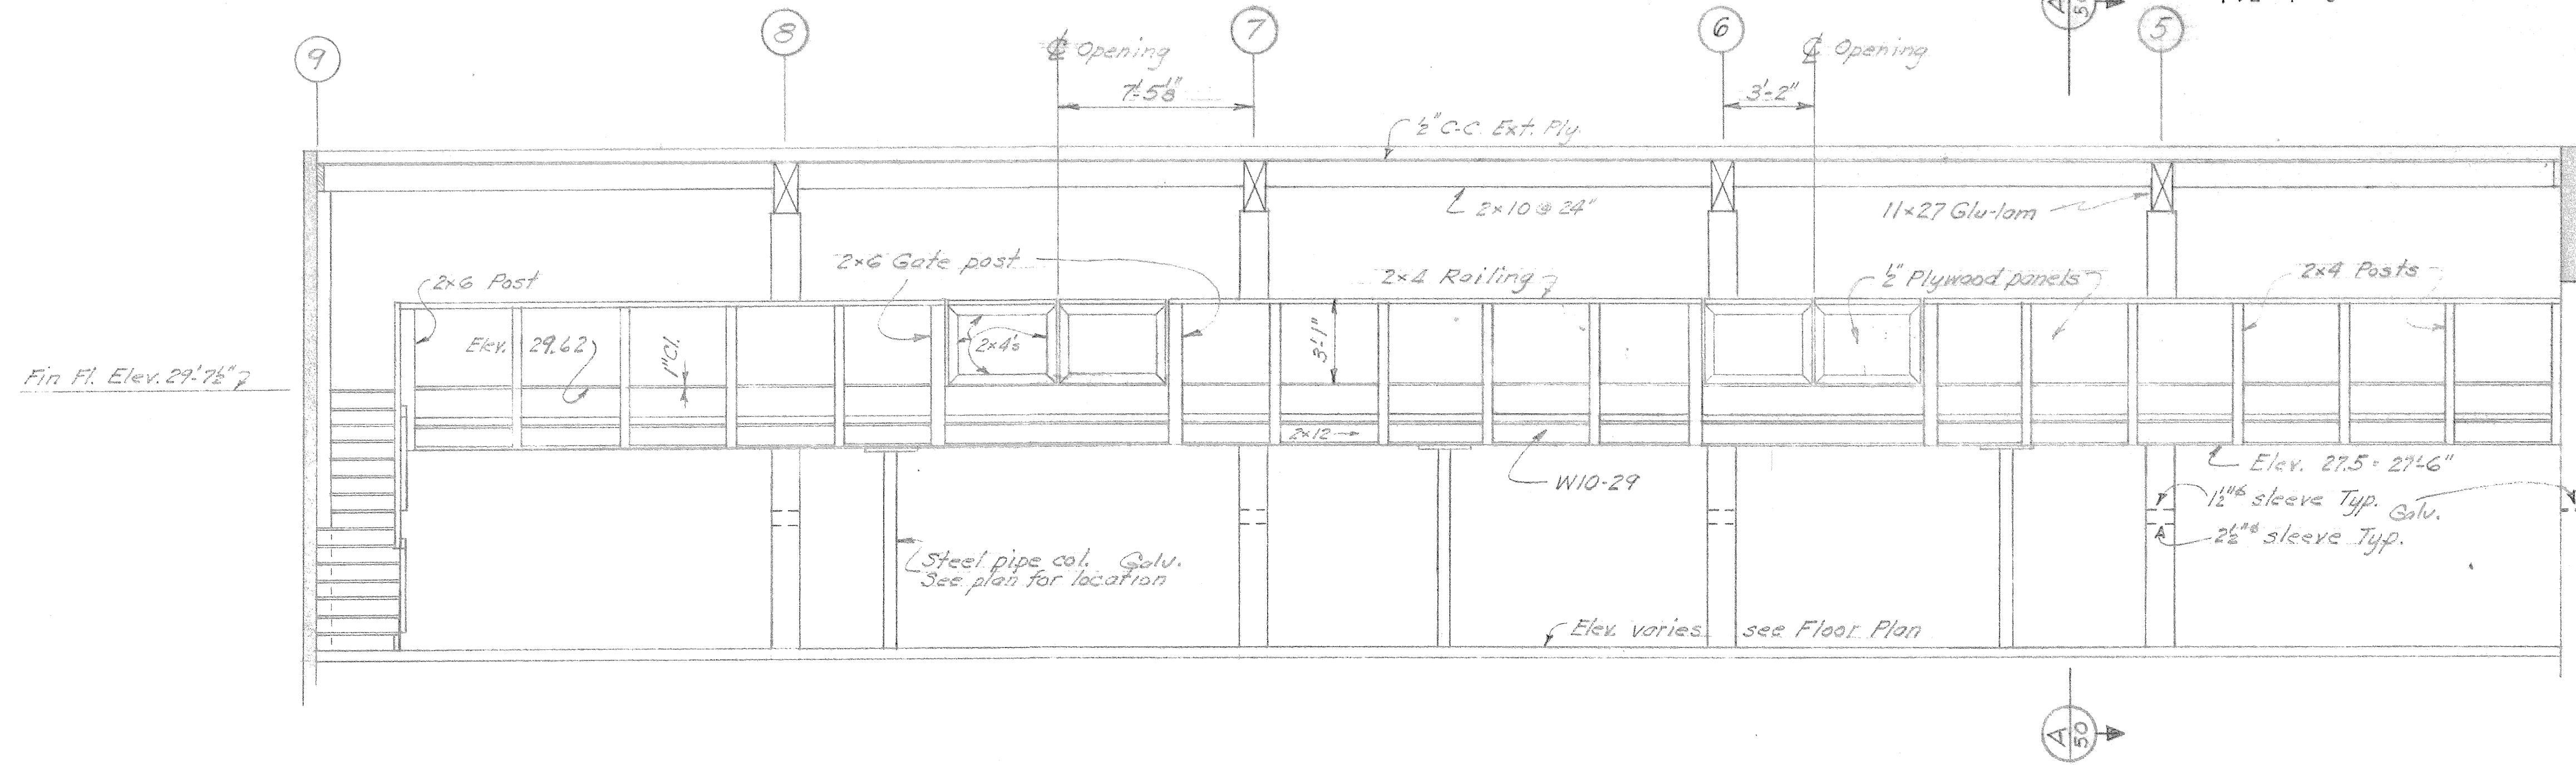 A
50
9
8
7
6
5
℄ Opening
℄ Opening
7'-5⅛"
3'-2"
½" C-C. Ext. Ply.
2×10 @ 24"
11×27 Glu-lam
2×6 Post
2×6 Gate post
2×4 Railing
½" Plywood panels
2×4 Posts
Elev. 29.62
1"Cl.
2×4's
3'-1"
Fin Fl. Elev. 29'-7½"
2×12
W10-29
Elev. 27.5 = 27'-6"
1½"ϕ sleeve Typ.
Galv.
2½"ϕ sleeve Typ.
Steel pipe col. Galv.
See plan for location
Elev. varies see Floor Plan
A
50